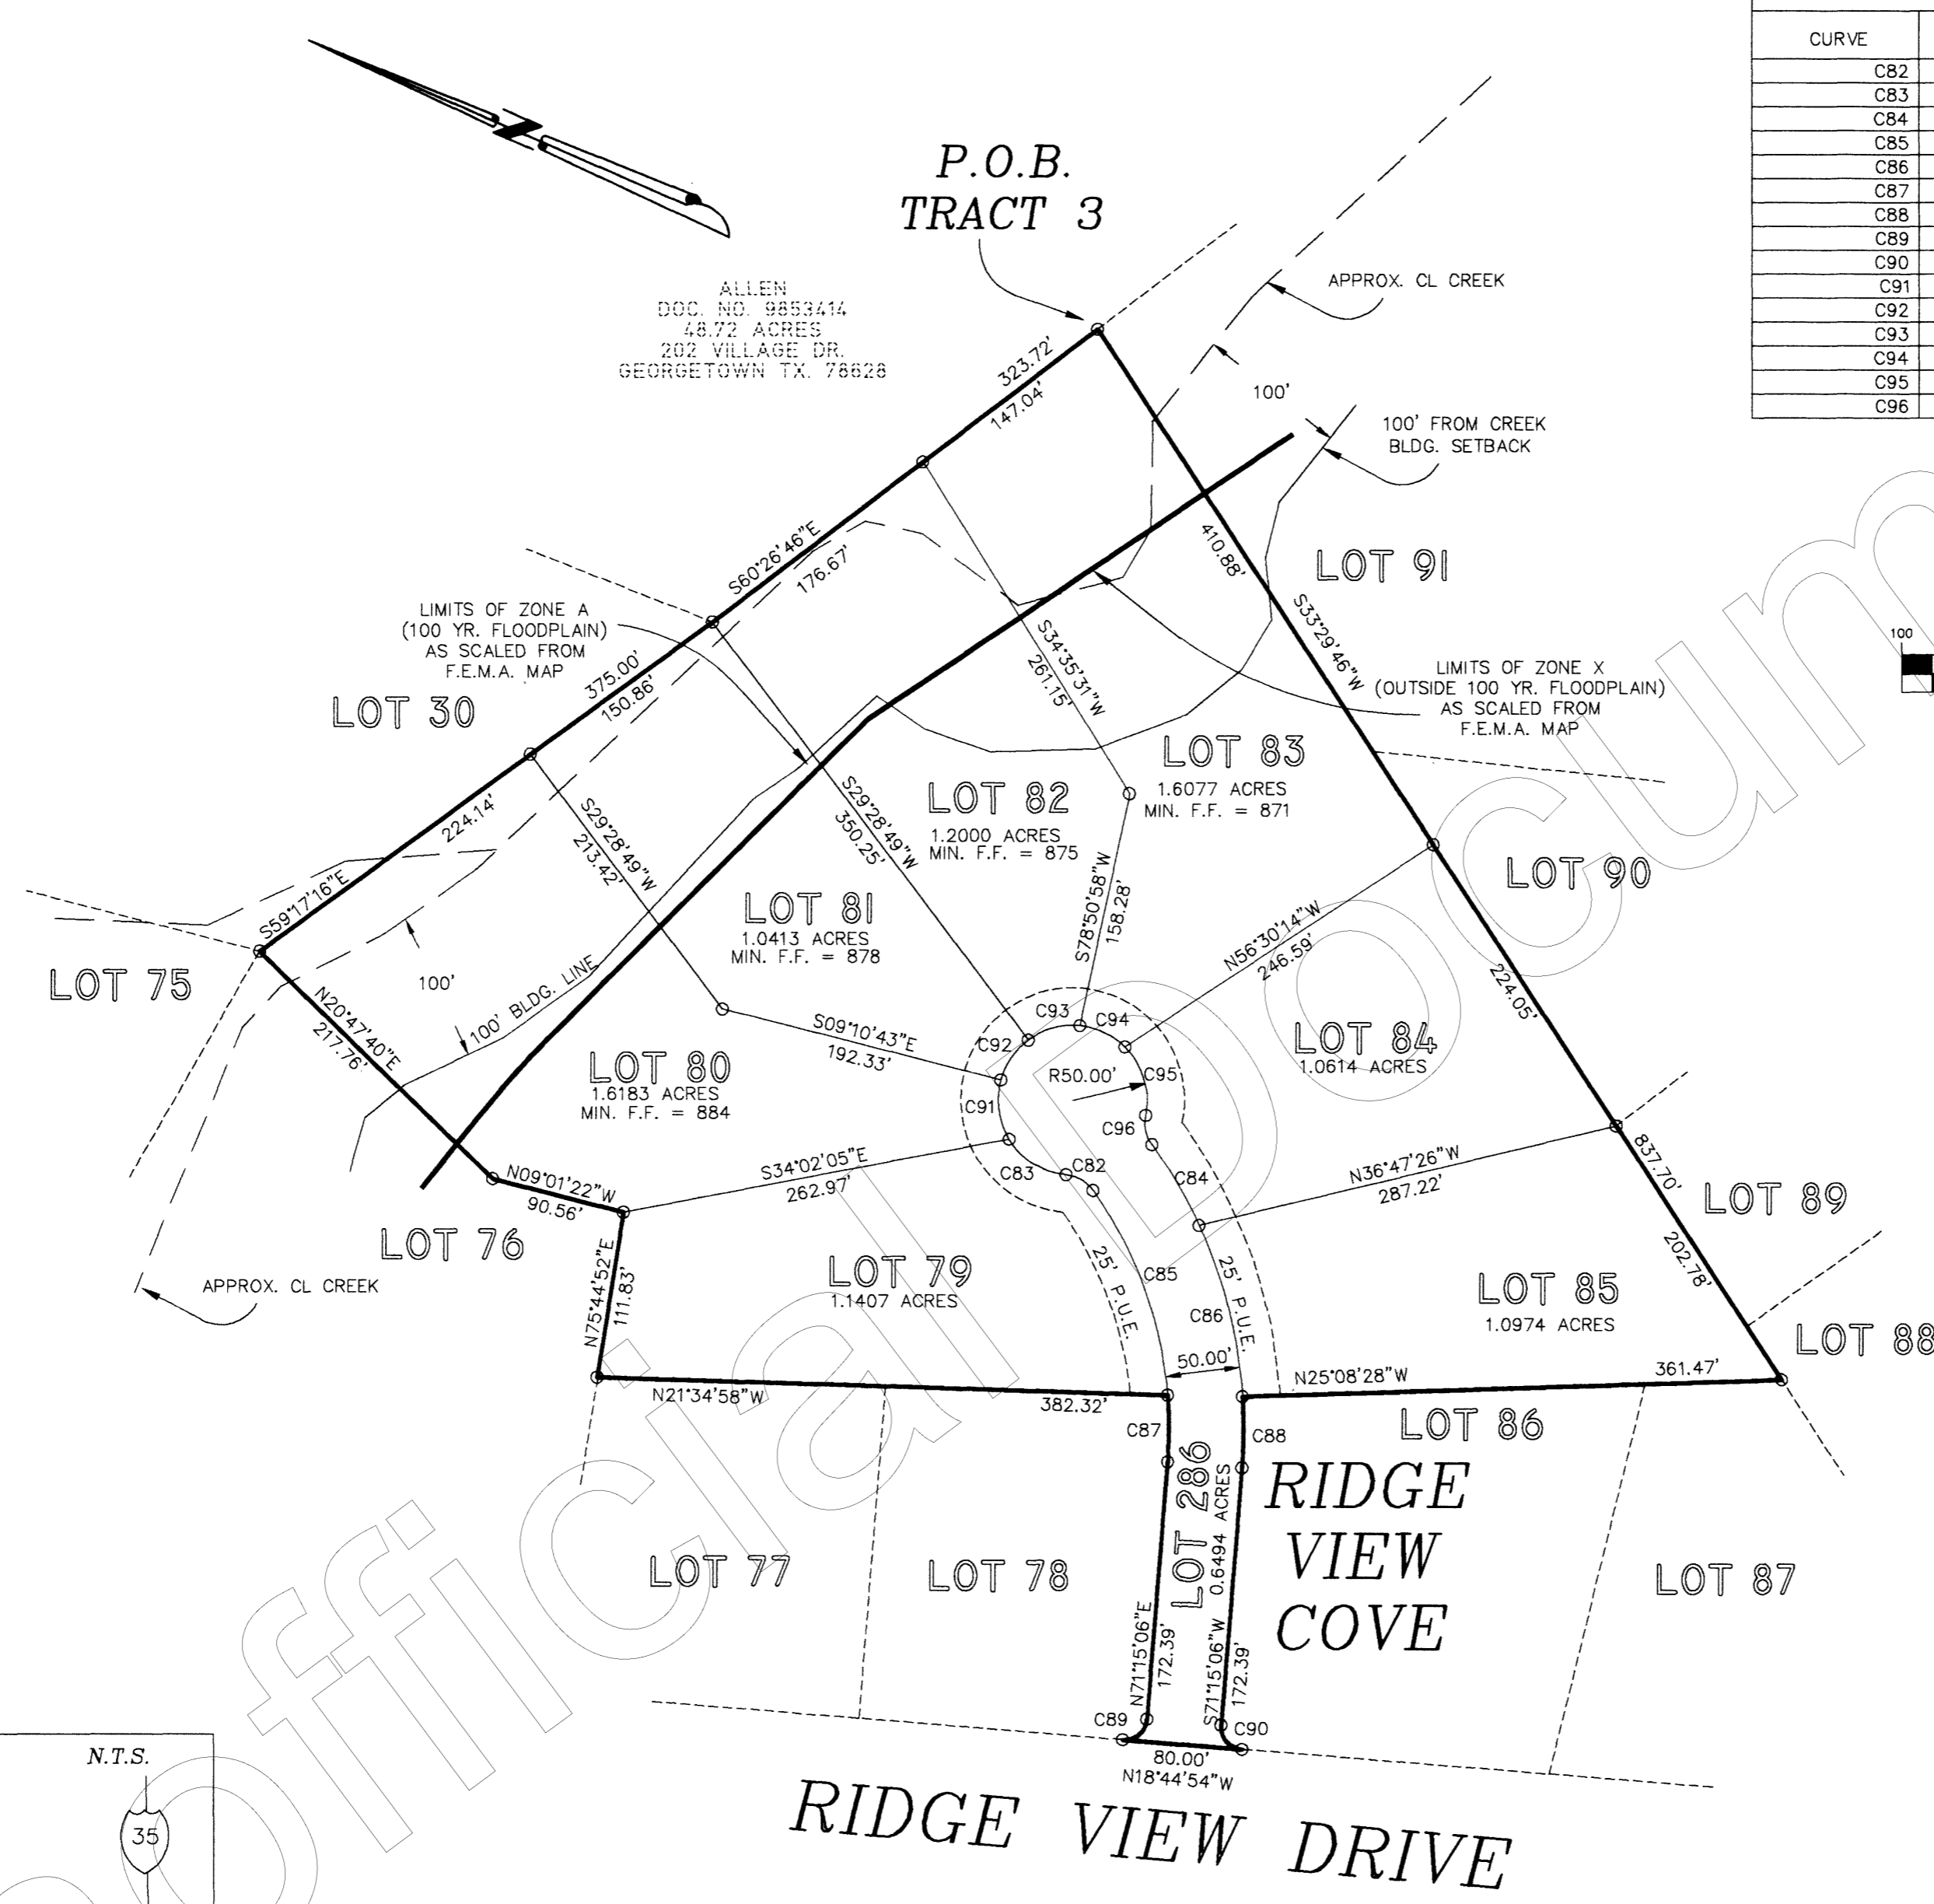 CURVE
C82
C83
C84
C85
C86
C87
C88
C89
C90
C91
C92
C93
C94
C95
C96
P.O.B.
TRACT 3
ALLEN
DOC. NO. 9853414
48.72 ACRES
202 VILLAGE DR.
GEORGETOWN TX. 78628
APPROX. CL CREEK
323.72'
147.04'
100'
100' FROM CREEK
BLDG. SETBACK
S60°26'46"E
176.67'
410.88'
LOT 91
S33°29'46"W
LIMITS OF ZONE A
(100 YR. FLOODPLAIN)
AS SCALED FROM
F.E.M.A. MAP
S34°35'31"W
261.15'
100
LIMITS OF ZONE X
(OUTSIDE 100 YR. FLOODPLAIN)
AS SCALED FROM
F.E.M.A. MAP
375.00'
150.86'
LOT 30
LOT 83
1.6077 ACRES
MIN. F.F. = 871
224.14'
S59°17'16"E
S29°28'49"W
213.42'
S29°28'49"W
350.25'
LOT 82
1.2000 ACRES
MIN. F.F. = 875
LOT 90
LOT 81
1.0413 ACRES
MIN. F.F. = 878
S78°50'58"W
158.28'
N56°30'14"W
246.59'
LOT 75
100'
100' BLDG. LINE
N20°47'40"E
217.76'
224.05'
S09°10'43"E
192.33'
C93
C94
C92
LOT 84
1.0614 ACRES
LOT 80
1.6183 ACRES
MIN. F.F. = 884
R50.00'
C95
C91
C96
N09°01'22"W
90.56'
S34°02'05"E
262.97'
C83
C82
C84
N36°47'26"W
287.22'
837.70'
LOT 89
LOT 76
N75°44'52"E
111.83'
APPROX. CL CREEK
LOT 79
1.1407 ACRES
25' P.U.E.
C85
25' P.U.E.
C86
202.78'
LOT 85
1.0974 ACRES
LOT 88
50.00'
N21°34'58"W
382.32'
N25°08'28"W
361.47'
C87
C88
LOT 86
LOT 286
0.6494 ACRES
RIDGE
VIEW
COVE
LOT 77
LOT 78
LOT 87
N71°15'06"E
172.39'
S71°15'06"W
172.39'
C89
C90
80.00'
N18°44'54"W
N.T.S.
35
RIDGE VIEW DRIVE
official Docum